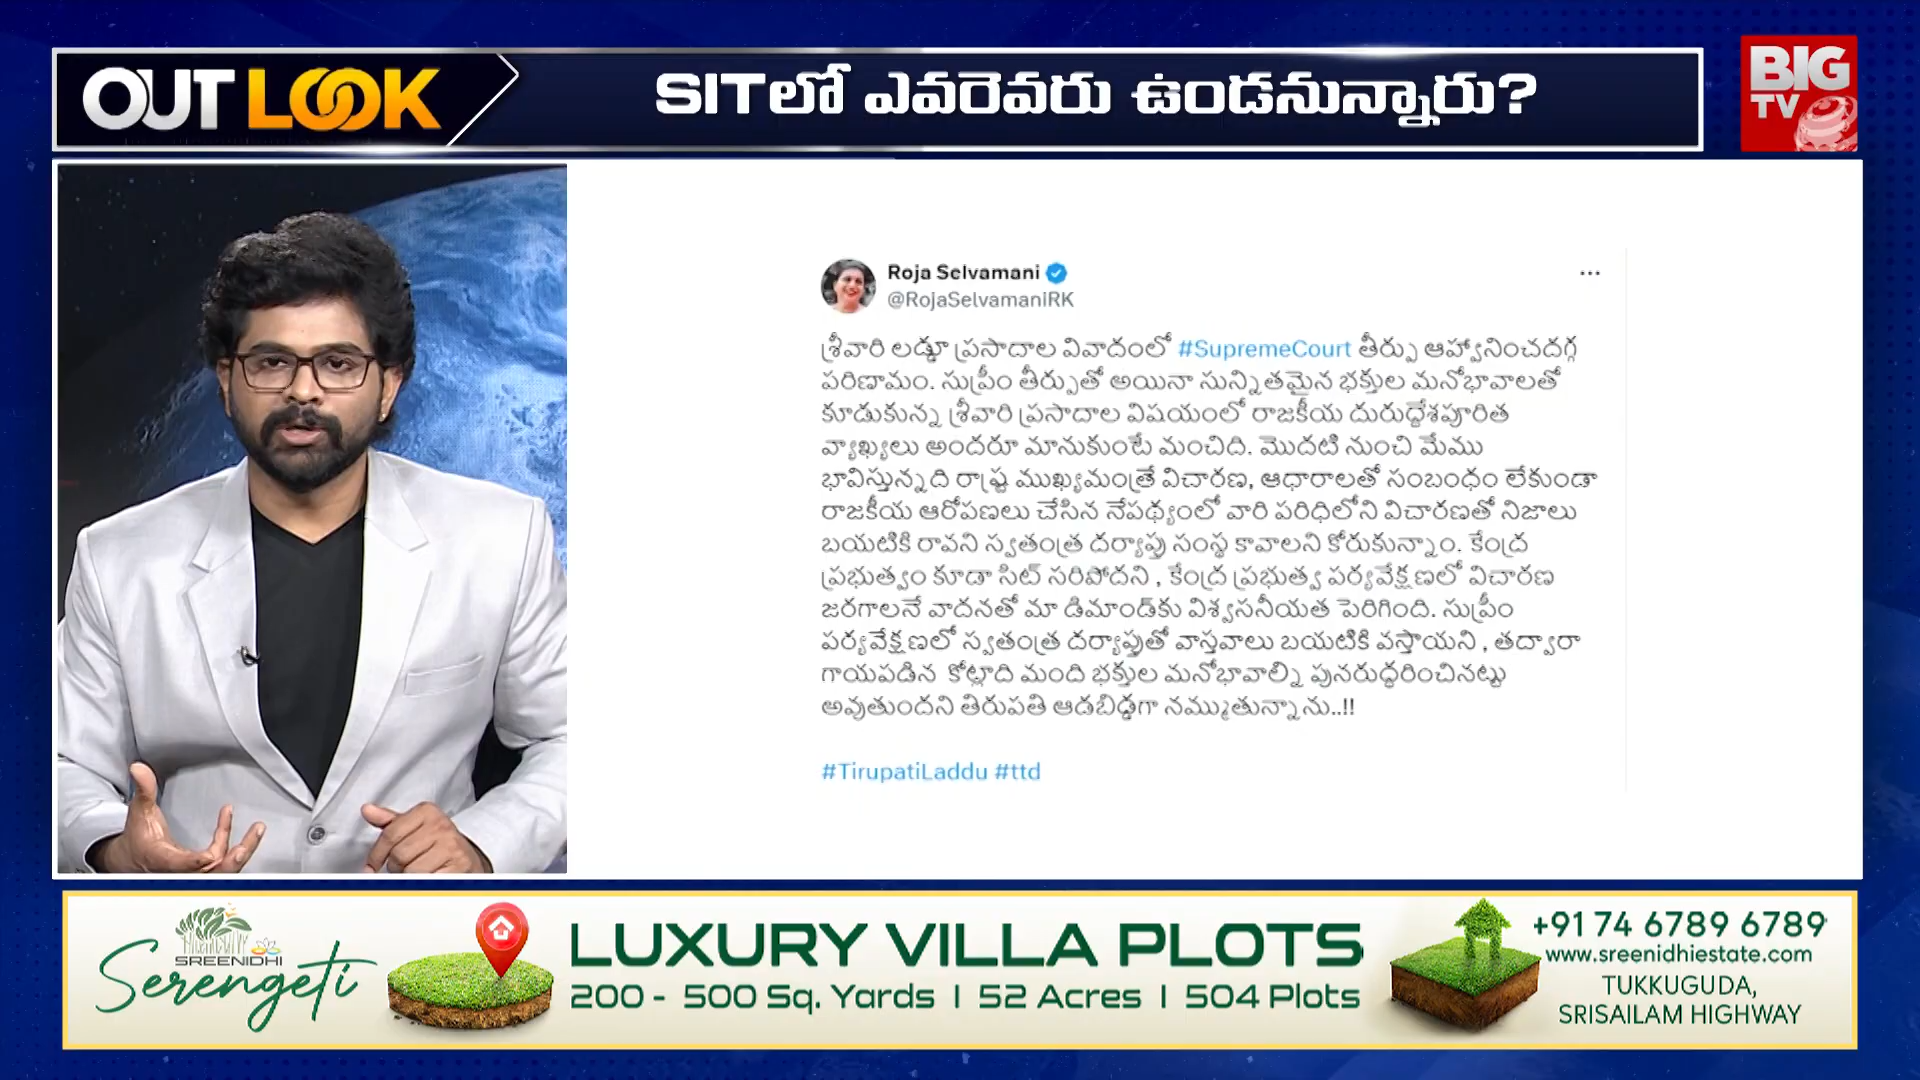 OUT LOOK
SITలో ఎవరెవరు ఉండనున్నారు?
BIG
TV
Roja Selvamani
@RojaSelvamaniRK
శ్రీవారి లడ్డూ ప్రసాదాల వివాదంలో #SupremeCourt తీర్పు ఆహ్వానించదగ్గ
పరిణామం. సుప్రీం తీర్పుతో అయినా సున్నితమైన భక్తుల మనోభావాలతో
కూడుకున్న శ్రీవారి ప్రసాదాల విషయంలో రాజకీయ దురుద్దేశపూరిత
వ్యాఖ్యలు అందరూ మానుకుంటే మంచిది. మొదటి నుంచి మేము
భావిస్తున్నది రాష్ట్ర ముఖ్యమంత్రే విచారణ, ఆధారాలతో సంబంధం లేకుండా
రాజకీయ ఆరోపణలు చేసిన నేపథ్యంలో వారి పరిధిలోని విచారణతో నిజాలు
బయటికి రావని స్వతంత్ర దర్యాప్తు సంస్థ కావాలని కోరుకున్నాం. కేంద్ర
ప్రభుత్వం కూడా సిట్ సరిపోదని , కేంద్ర ప్రభుత్వ పర్యవేక్షణలో విచారణ
జరగాలనే వాదనతో మా డిమాండ్‌కు విశ్వసనీయత పెరిగింది. సుప్రీం
పర్యవేక్షణలో స్వతంత్ర దర్యాప్తుతో వాస్తవాలు బయటికి వస్తాయని , తద్వారా
గాయపడిన కోట్లాది మంది భక్తుల మనోభావాల్ని పునరుద్ధరించినట్టు
అవుతుందని తిరుపతి ఆడబిడ్డగా నమ్ముతున్నాను..!!
#TirupatiLaddu #ttd
SREENIDHI
Serengeti
LUXURY VILLA PLOTS
200 - 500 Sq. Yards I 52 Acres I 504 Plots
+91 74 6789 6789
www.sreenidhiestate.com
TUKKUGUDA,
SRISAILAM HIGHWAY